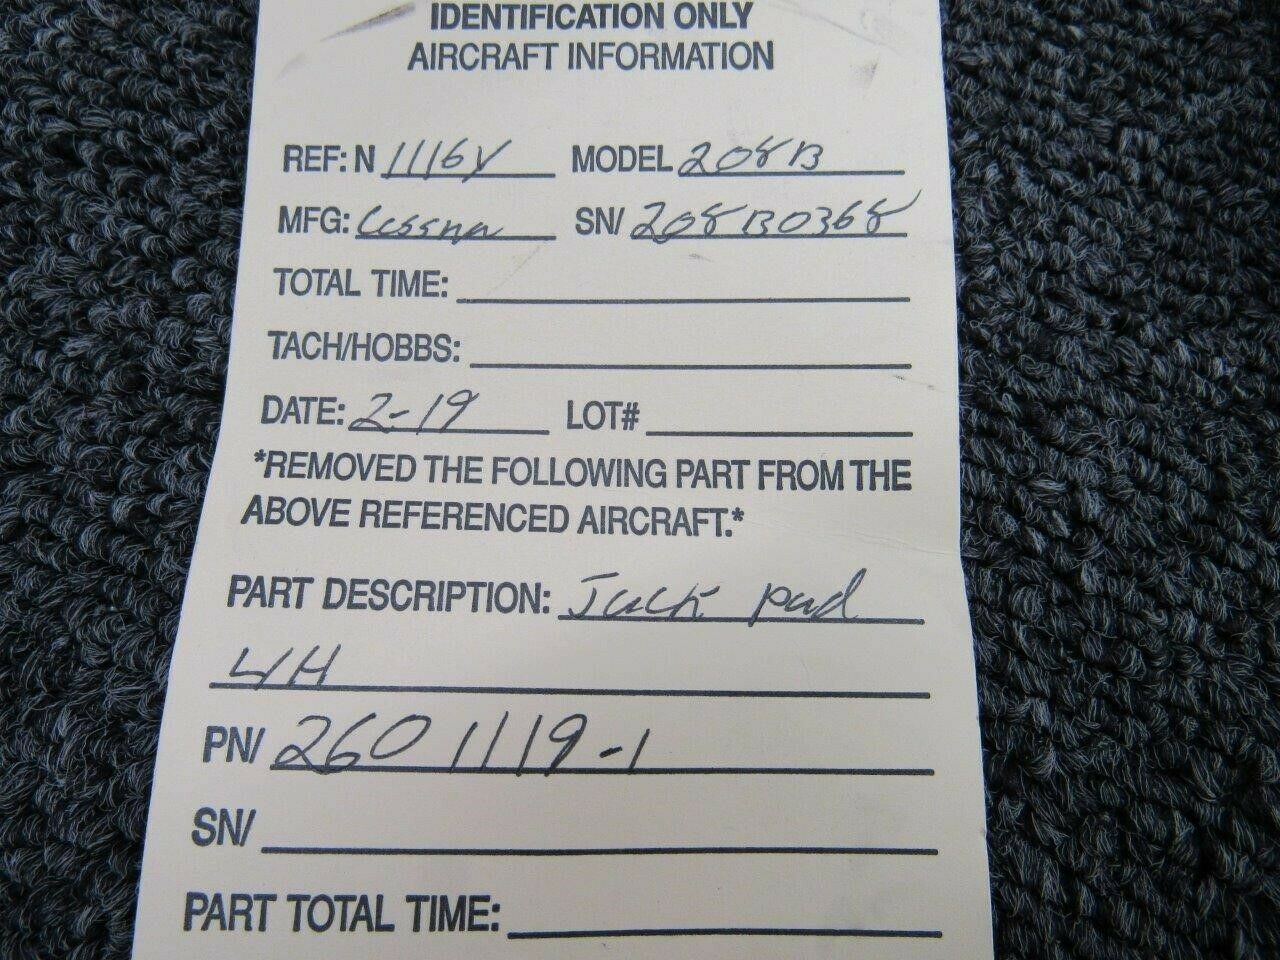 IDENTIFICATION ONLY
AIRCRAFT INFORMATION
REF: N 1116Y MODEL 208B
MFG: Cessna SN/ 208B0368
TOTAL TIME:
TACH/HOBBS:
DATE: 2-19 LOT#
*REMOVED THE FOLLOWING PART FROM THE
ABOVE REFERENCED AIRCRAFT.*
PART DESCRIPTION: Jack pad
LH
PN/ 2601119-1
SN/
PART TOTAL TIME: